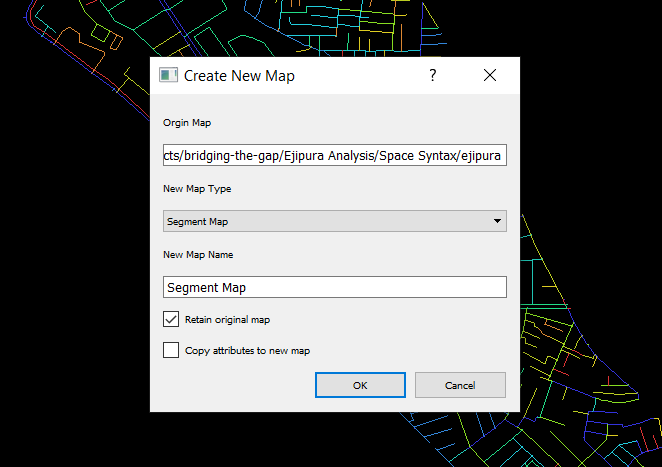 Create New Map
?
Orgin Map
cts/bridging-the-gap/Ejipura Analysis/Space Syntax/ejipura
New Map Type
Segment Map
New Map Name
Segment Map
Retain original map
Copy attributes to new map
OK Cancel